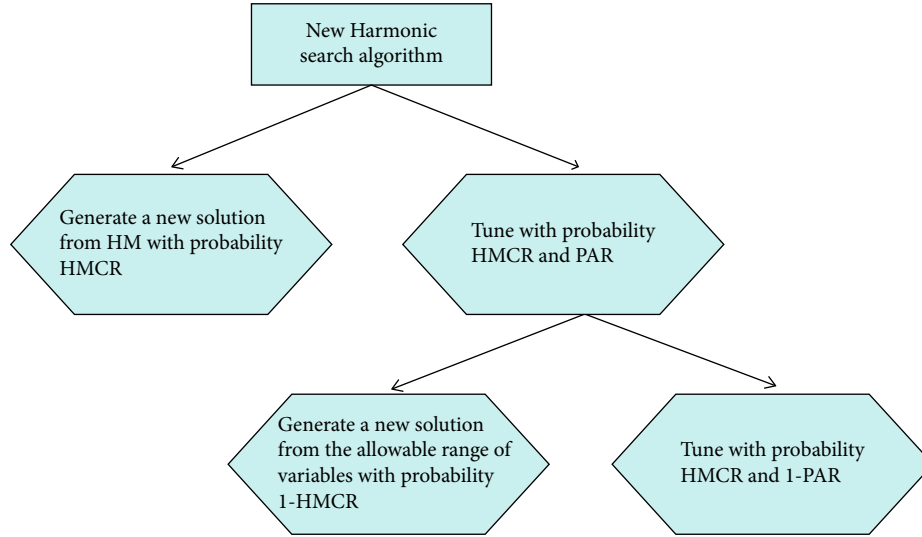 New Harmonic
search algorithm
Generate a new solution
from HM with probability
HMCR
Tune with probability
HMCR and PAR
Generate a new solution
from the allowable range of
variables with probability
1-HMCR
Tune with probability
HMCR and 1-PAR